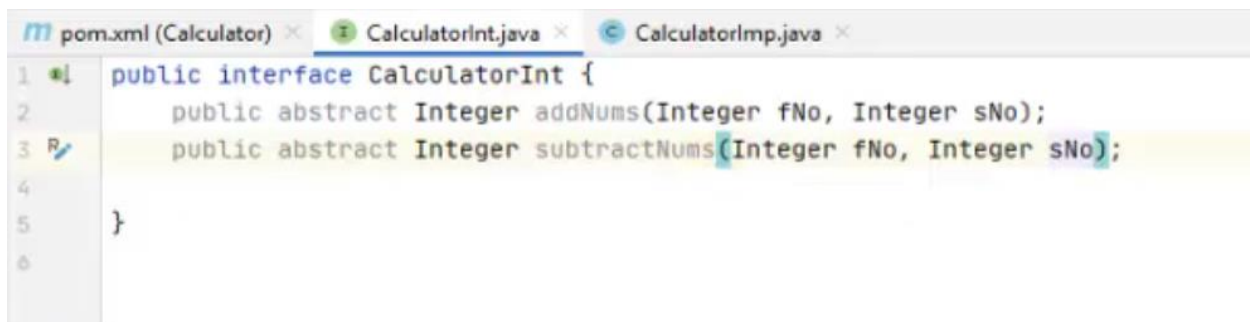 m pom.xml (Calculator) × I CalculatorInt.java × C CalculatorImp.java ×
1 public interface CalculatorInt {
2 public abstract Integer addNums(Integer fNo, Integer sNo);
3 R public abstract Integer subtractNums(Integer fNo, Integer sNo);
4
5 }
6